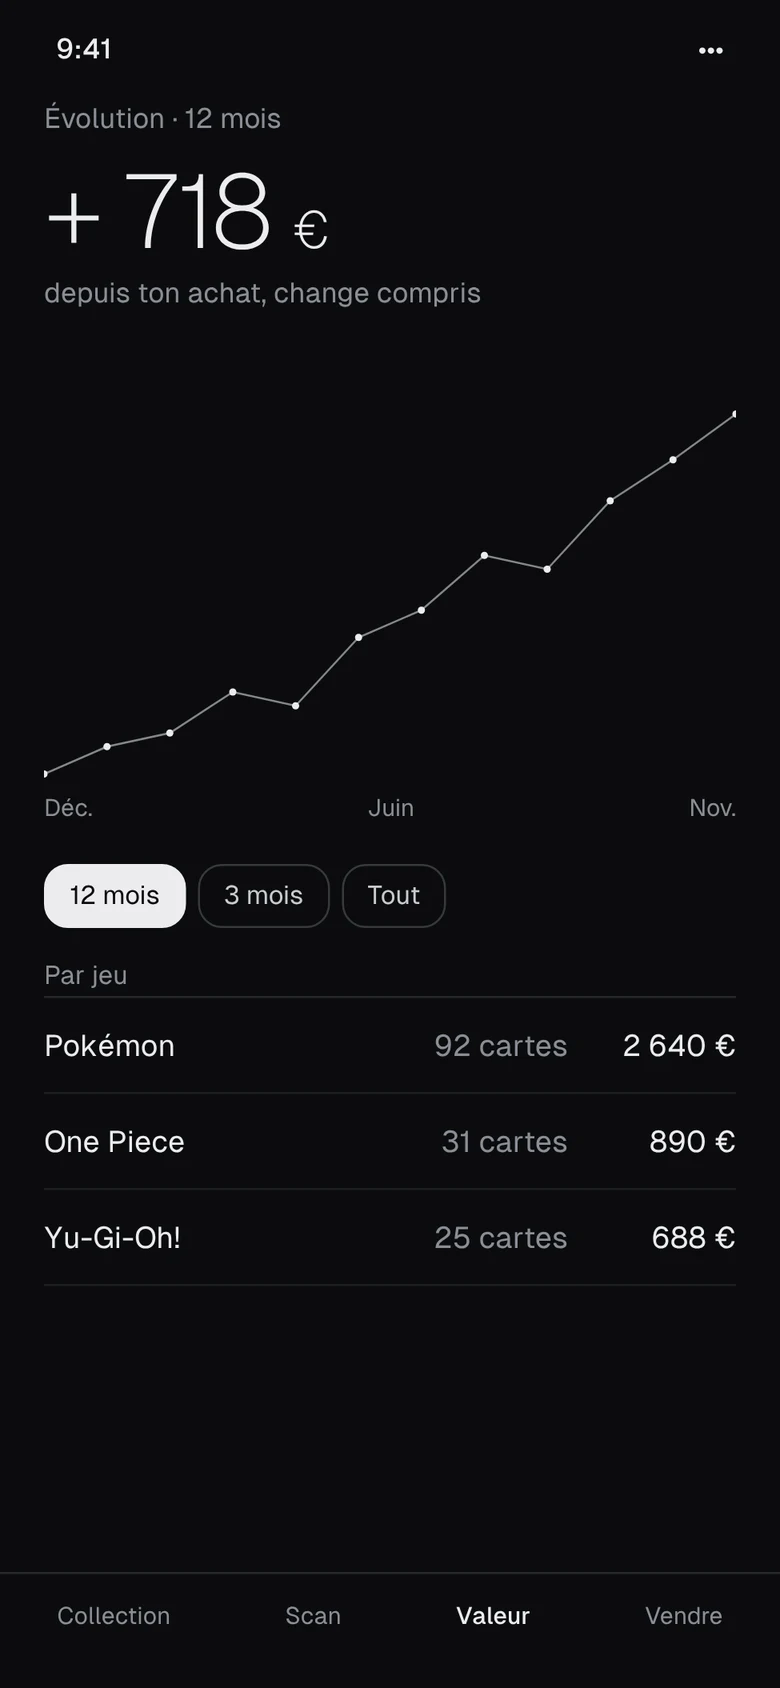 9:41
Évolution · 12 mois
+ 718 €
depuis ton achat, change compris
Déc. Juin Nov.
12 mois 3 mois Tout
Par jeu
Pokémon 92 cartes 2 640 €
One Piece 31 cartes 890 €
Yu-Gi-Oh! 25 cartes 688 €
Collection Scan Valeur Vendre